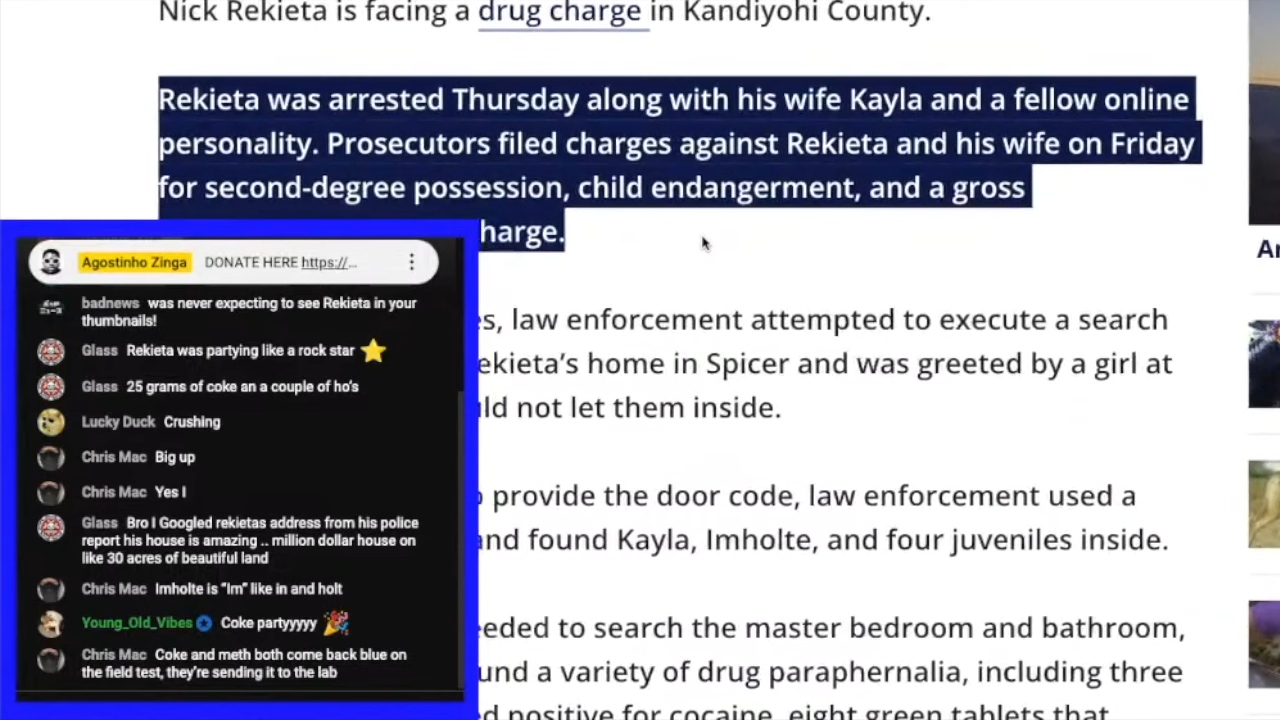 Nick Rekieta is facing a drug charge in Kandiyohi County.
Rekieta was arrested Thursday along with his wife Kayla and a fellow online
personality. Prosecutors filed charges against Rekieta and his wife on Friday
for second-degree possession, child endangerment, and a gross
harge.
es, law enforcement attempted to execute a search
ekieta’s home in Spicer and was greeted by a girl at
uld not let them inside.
o provide the door code, law enforcement used a
and found Kayla, Imholte, and four juveniles inside.
eeded to search the master bedroom and bathroom,
und a variety of drug paraphernalia, including three
ed positive for cocaine, eight green tablets that
Agostinho Zinga DONATE HERE https://...
badnews was never expecting to see Rekieta in your
thumbnails!
Glass Rekieta was partying like a rock star ⭐
Glass 25 grams of coke an a couple of ho's
Lucky Duck Crushing
Chris Mac Big up
Chris Mac Yes I
Glass Bro I Googled rekietas address from his police
report his house is amazing .. million dollar house on
like 30 acres of beautiful land
Chris Mac Imholte is “Im” like in and holt
Young_Old_Vibes Coke partyyyyy 🎉
Chris Mac Coke and meth both come back blue on
the field test, they’re sending it to the lab